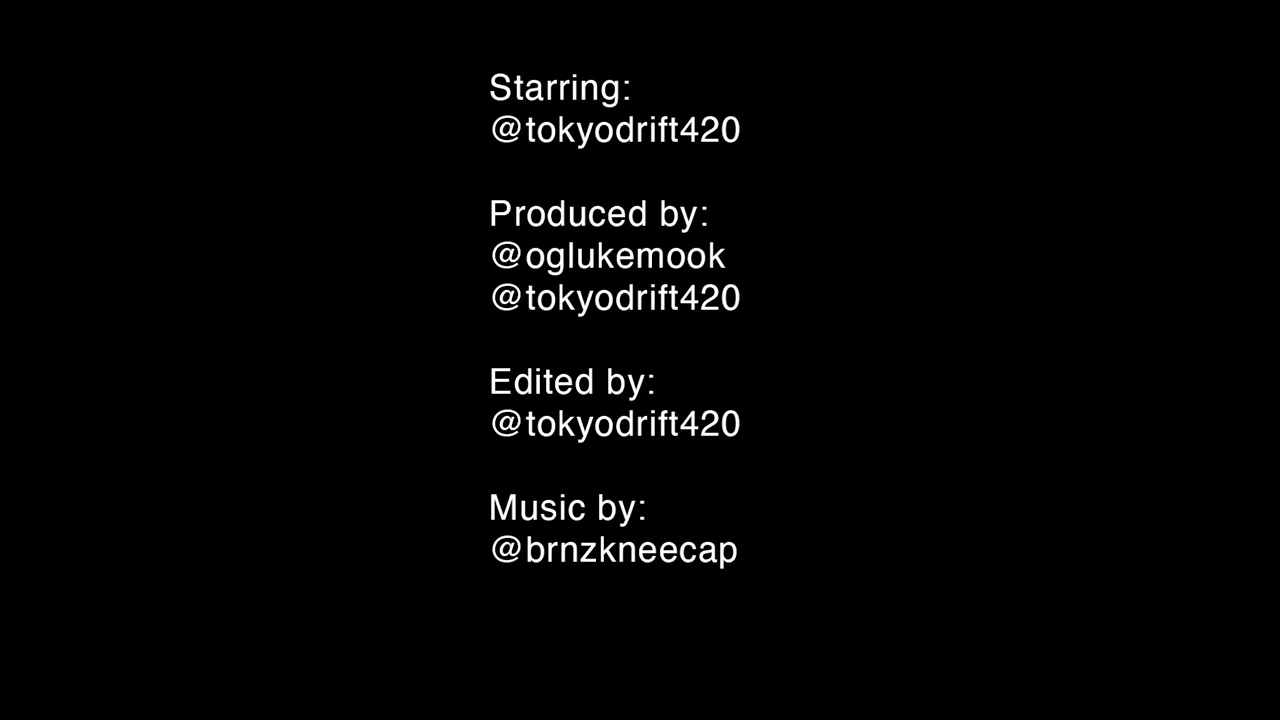 Starring:
@tokyodrift420
Produced by:
@oglukemook
@tokyodrift420
Edited by:
@tokyodrift420
Music by:
@brnzkneecap